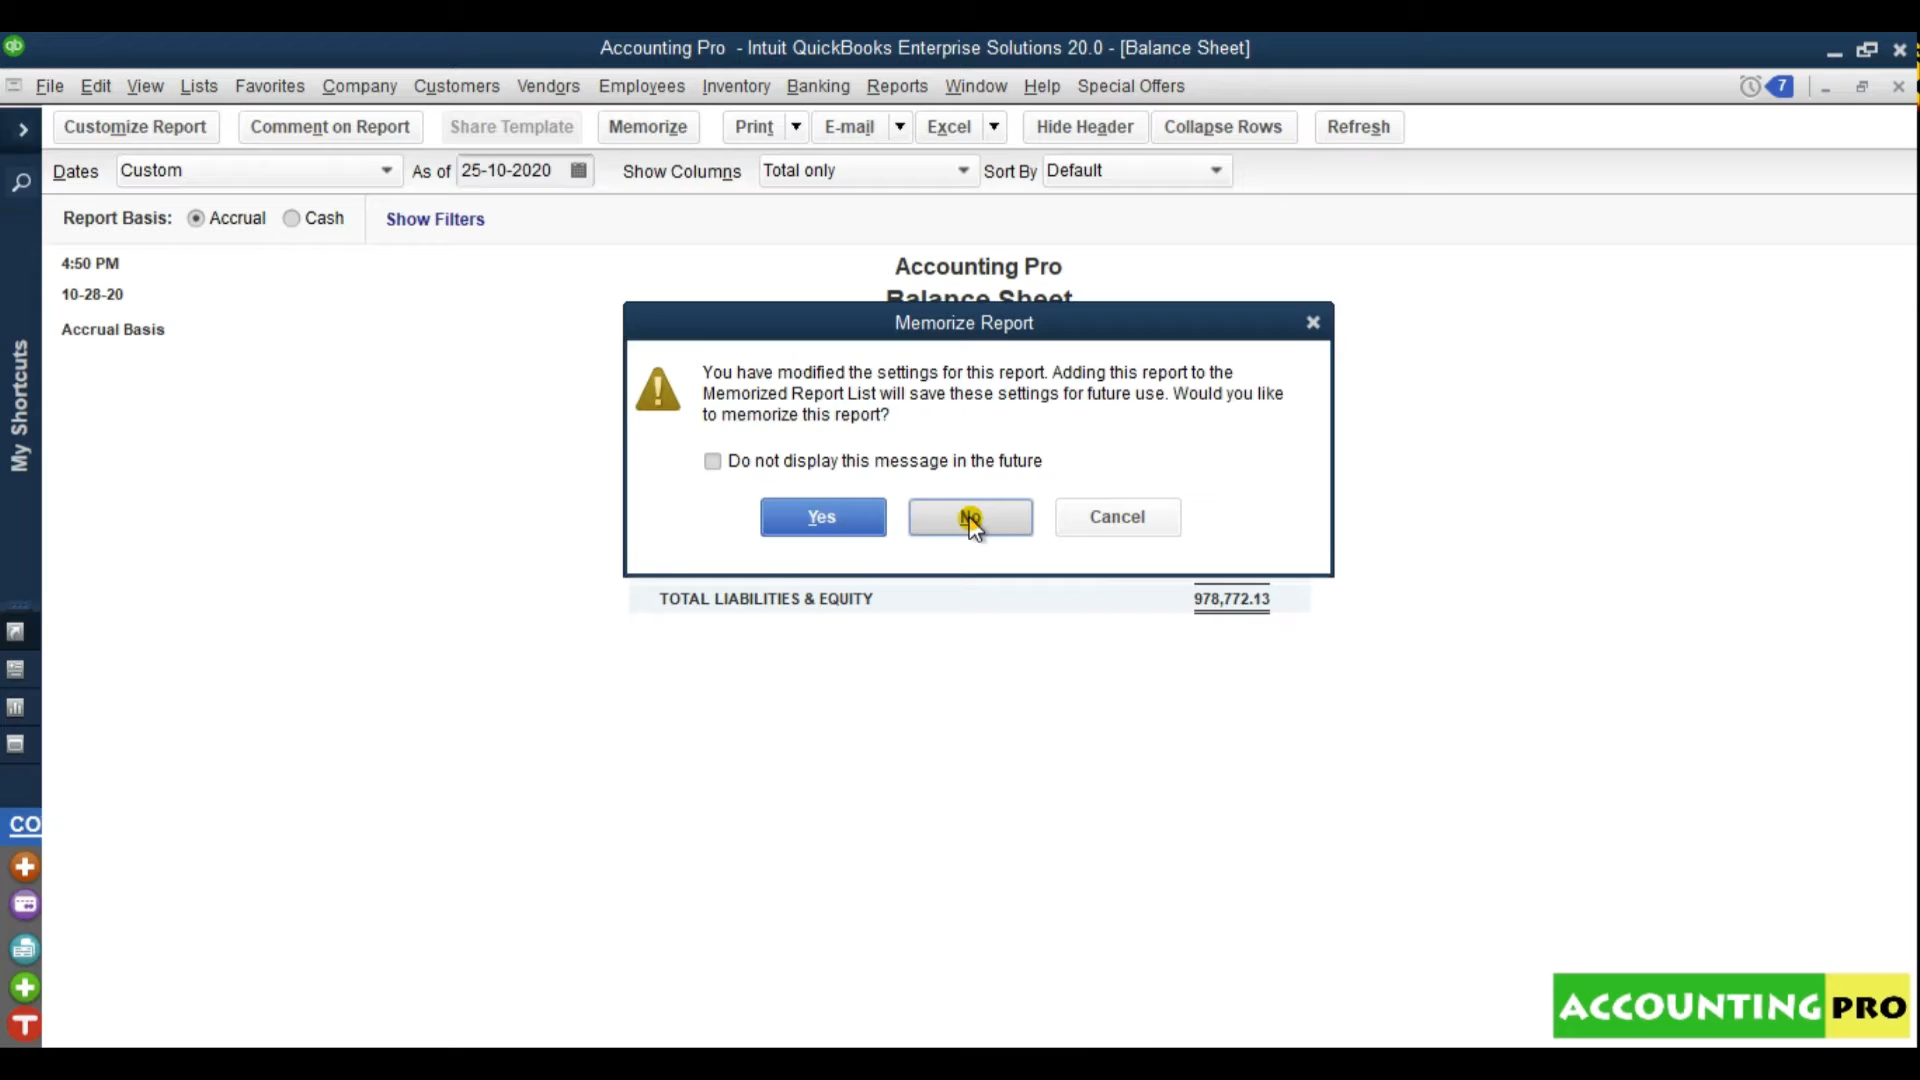 qb
Accounting Pro - Intuit QuickBooks Enterprise Solutions 20.0 - [Balance Sheet]
File Edit View Lists Favorites Company Customers Vendors Employees Inventory Banking Reports Window Help Special Offers 7
Customize Report Comment on Report Share Template Memorize Print E-mail Excel Hide Header Collapse Rows Refresh
Dates Custom As of 25-10-2020 Show Columns Total only Sort By Default
Report Basis: Accrual Cash Show Filters
4:50 PM
10-28-20
Accrual Basis
Accounting Pro
Balance Sheet
Memorize Report
You have modified the settings for this report. Adding this report to the
Memorized Report List will save these settings for future use. Would you like
to memorize this report?
Do not display this message in the future
Yes No Cancel
TOTAL LIABILITIES & EQUITY 978,772.13
My Shortcuts
CO
ACCOUNTING PRO